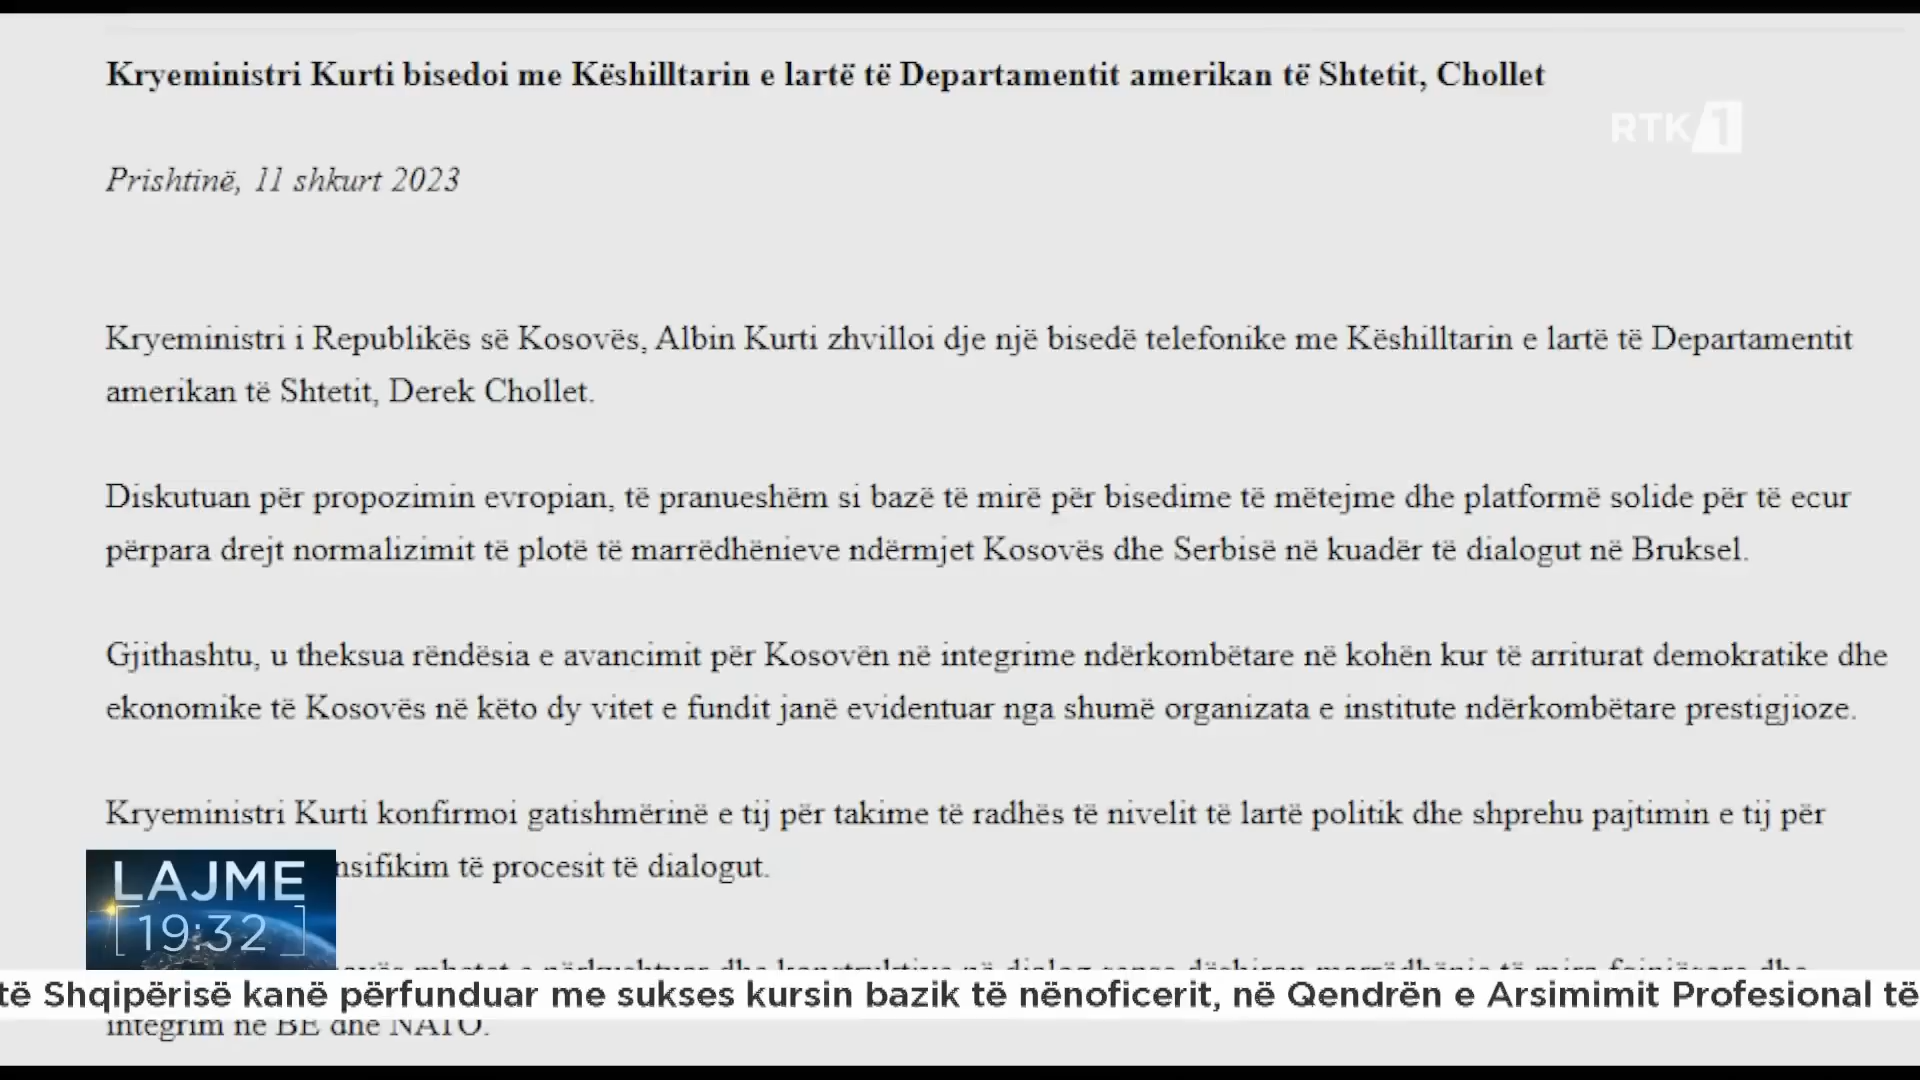 Kryeministri Kurti bisedoi me Këshilltarin e lartë të Departamentit amerikan të Shtetit, Chollet
RTK1
Prishtinë, 11 shkurt 2023
Kryeministri i Republikës së Kosovës, Albin Kurti zhvilloi dje një bisedë telefonike me Këshilltarin e lartë të Departamentit
amerikan të Shtetit, Derek Chollet.
Diskutuan për propozimin evropian, të pranueshëm si bazë të mirë për bisedime të mëtejme dhe platformë solide për të ecur
përpara drejt normalizimit të plotë të marrëdhënieve ndërmjet Kosovës dhe Serbisë në kuadër të dialogut në Bruksel.
Gjithashtu, u theksua rëndësia e avancimit për Kosovën në integrime ndërkombëtare në kohën kur të arriturat demokratike dhe
ekonomike të Kosovës në këto dy vitet e fundit janë evidentuar nga shumë organizata e institute ndërkombëtare prestigjioze.
Kryeministri Kurti konfirmoi gatishmërinë e tij për takime të radhës të nivelit të lartë politik dhe shprehu pajtimin e tij për
nsifikim të procesit të dialogut.
LAJME
19:32
të Shqipërisë kanë përfunduar me sukses kursin bazik të nënoficerit, në Qendrën e Arsimimit Profesional të
integrim në BE dhe NATO.